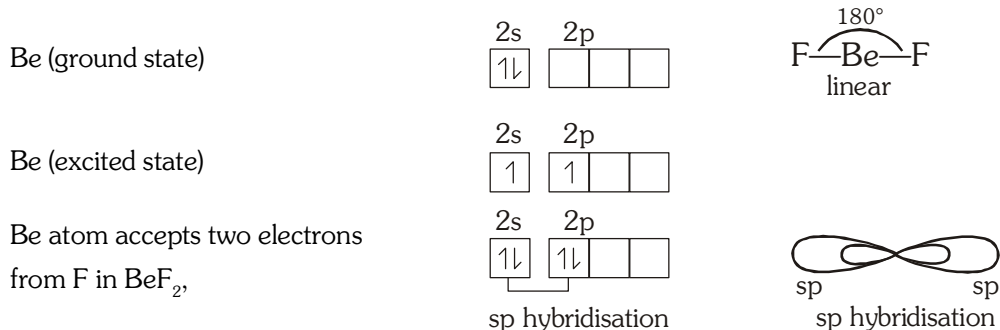 2s 2p
Be (ground state)
↿⇂
180°
F—Be—F
linear
2s 2p
Be (excited state)
↿ ↿
2s 2p
Be atom accepts two electrons
from F in BeF₂,
↿⇂ ↿⇂
sp hybridisation
sp sp
sp hybridisation